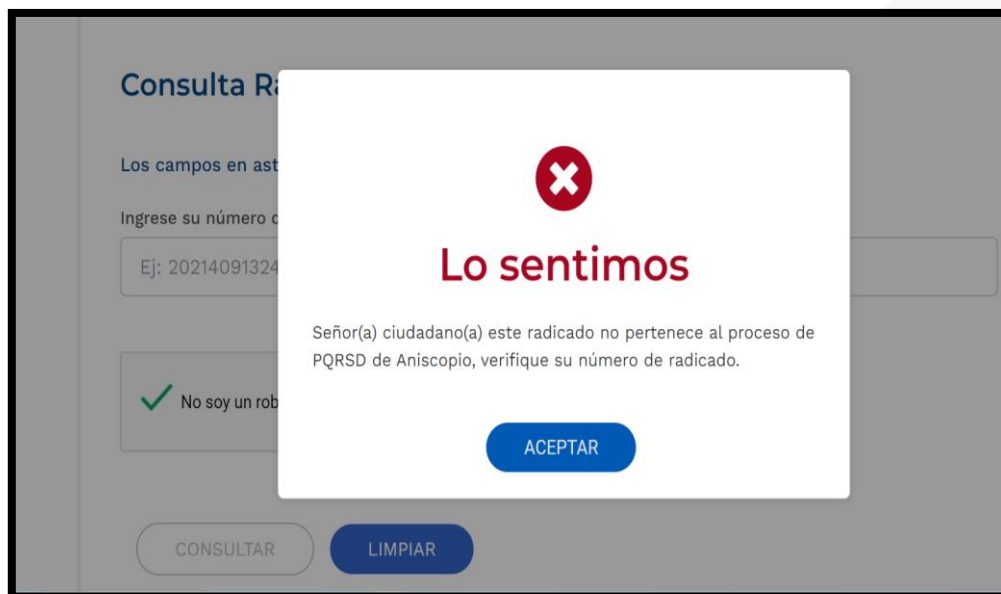 Consulta Ra
Los campos en ast
Ingrese su número d
Ej: 20214091324
No soy un rob
CONSULTAR
LIMPIAR
Lo sentimos
Señor(a) ciudadano(a) este radicado no pertenece al proceso de
PQRSD de Aniscopio, verifique su número de radicado.
ACEPTAR